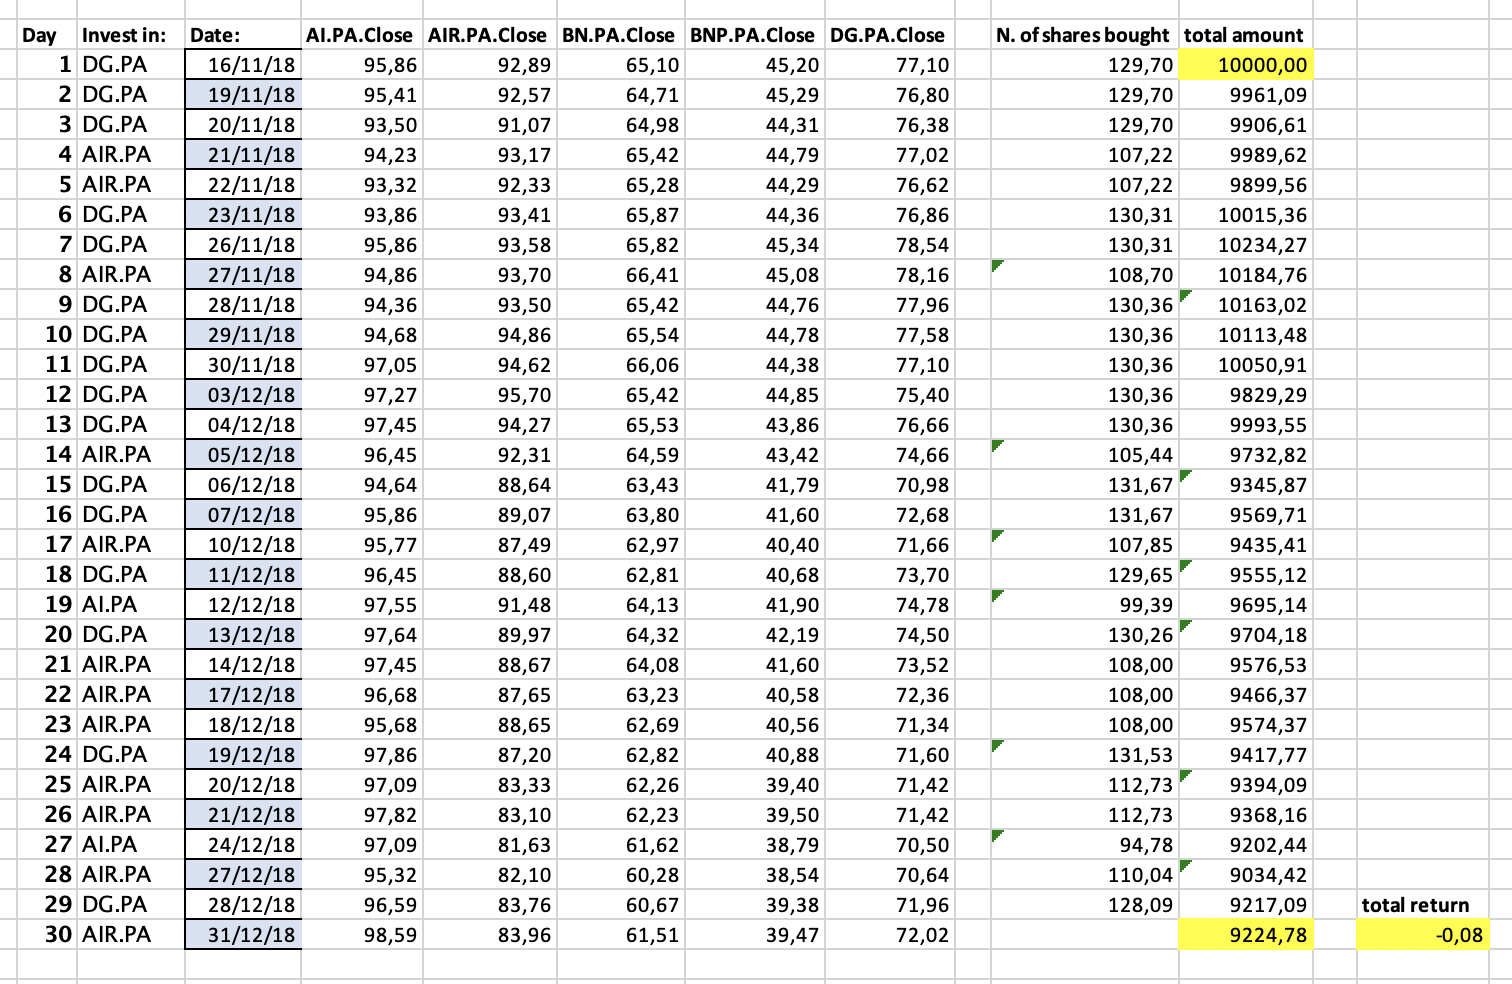 Day Invest in: Date: AI.PA.Close AIR.PA.Close BN.PA.Close BNP.PA.Close DG.PA.Close N. of shares bought total amount
1 DG.PA 16/11/18 95,86 92,89 65,10 45,20 77,10 129,70 10000,00
2 DG.PA 19/11/18 95,41 92,57 64,71 45,29 76,80 129,70 9961,09
3 DG.PA 20/11/18 93,50 91,07 64,98 44,31 76,38 129,70 9906,61
4 AIR.PA 21/11/18 94,23 93,17 65,42 44,79 77,02 107,22 9989,62
5 AIR.PA 22/11/18 93,32 92,33 65,28 44,29 76,62 107,22 9899,56
6 DG.PA 23/11/18 93,86 93,41 65,87 44,36 76,86 130,31 10015,36
7 DG.PA 26/11/18 95,86 93,58 65,82 45,34 78,54 130,31 10234,27
8 AIR.PA 27/11/18 94,86 93,70 66,41 45,08 78,16 108,70 10184,76
9 DG.PA 28/11/18 94,36 93,50 65,42 44,76 77,96 130,36 10163,02
10 DG.PA 29/11/18 94,68 94,86 65,54 44,78 77,58 130,36 10113,48
11 DG.PA 30/11/18 97,05 94,62 66,06 44,38 77,10 130,36 10050,91
12 DG.PA 03/12/18 97,27 95,70 65,42 44,85 75,40 130,36 9829,29
13 DG.PA 04/12/18 97,45 94,27 65,53 43,86 76,66 130,36 9993,55
14 AIR.PA 05/12/18 96,45 92,31 64,59 43,42 74,66 105,44 9732,82
15 DG.PA 06/12/18 94,64 88,64 63,43 41,79 70,98 131,67 9345,87
16 DG.PA 07/12/18 95,86 89,07 63,80 41,60 72,68 131,67 9569,71
17 AIR.PA 10/12/18 95,77 87,49 62,97 40,40 71,66 107,85 9435,41
18 DG.PA 11/12/18 96,45 88,60 62,81 40,68 73,70 129,65 9555,12
19 AI.PA 12/12/18 97,55 91,48 64,13 41,90 74,78 99,39 9695,14
20 DG.PA 13/12/18 97,64 89,97 64,32 42,19 74,50 130,26 9704,18
21 AIR.PA 14/12/18 97,45 88,67 64,08 41,60 73,52 108,00 9576,53
22 AIR.PA 17/12/18 96,68 87,65 63,23 40,58 72,36 108,00 9466,37
23 AIR.PA 18/12/18 95,68 88,65 62,69 40,56 71,34 108,00 9574,37
24 DG.PA 19/12/18 97,86 87,20 62,82 40,88 71,60 131,53 9417,77
25 AIR.PA 20/12/18 97,09 83,33 62,26 39,40 71,42 112,73 9394,09
26 AIR.PA 21/12/18 97,82 83,10 62,23 39,50 71,42 112,73 9368,16
27 AI.PA 24/12/18 97,09 81,63 61,62 38,79 70,50 94,78 9202,44
28 AIR.PA 27/12/18 95,32 82,10 60,28 38,54 70,64 110,04 9034,42
29 DG.PA 28/12/18 96,59 83,76 60,67 39,38 71,96 128,09 9217,09 total return
30 AIR.PA 31/12/18 98,59 83,96 61,51 39,47 72,02 9224,78 -0,08